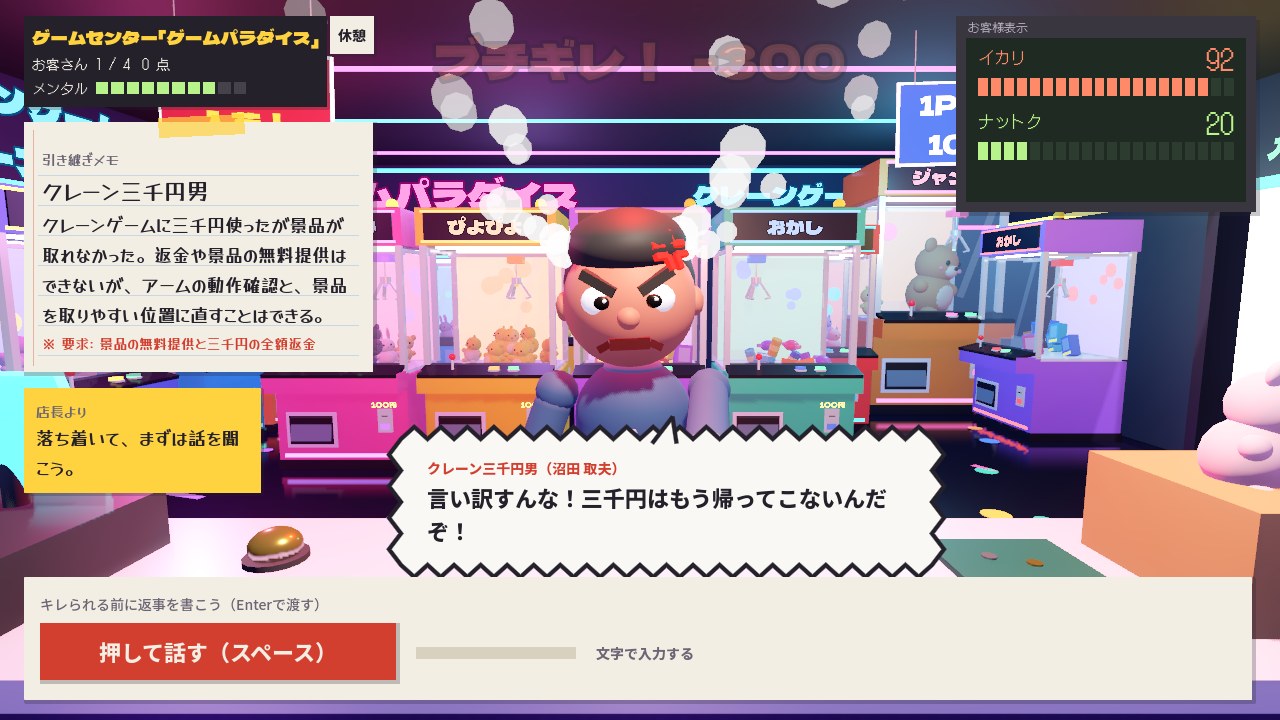 ゲームセンター「ゲームパラダイス」
お客さん 1/4 0点
メンタル
休憩
ブチギレ! -300
お客様表示
イカリ 92
ナットク 20
引き継ぎメモ
クレーン三千円男
クレーンゲームに三千円使ったが景品が
取れなかった。返金や景品の無料提供は
できないが、アームの動作確認と、景品
を取りやすい位置に直すことはできる。
※ 要求: 景品の無料提供と三千円の全額返金
店長より
落ち着いて、まずは話を聞
こう。
ムパラダイス
クレーンゲー
ぴよぴよ
おかし
おかし
ジャン
1P
10
100円
10
100円
クレーン三千円男（沼田 取夫）
言い訳すんな！三千円はもう帰ってこないんだ
ぞ！
キレられる前に返事を書こう（Enterで渡す）
押して話す（スペース）
文字で入力する